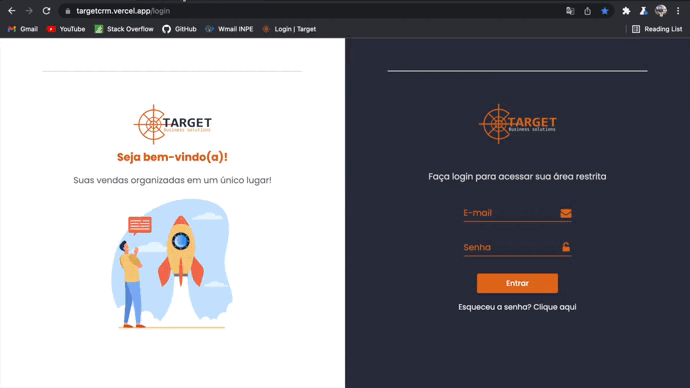 targetcrm.vercel.app/login
Gmail
YouTube
Stack Overflow
GitHub
Wmail INPE
Login | Target
Reading List
TARGET
Business solutions
Seja bem-vindo(a)!
Suas vendas organizadas em um único lugar!
TARGET
Business solutions
Faça login para acessar sua área restrita
E-mail
Senha
Entrar
Esqueceu a senha? Clique aqui